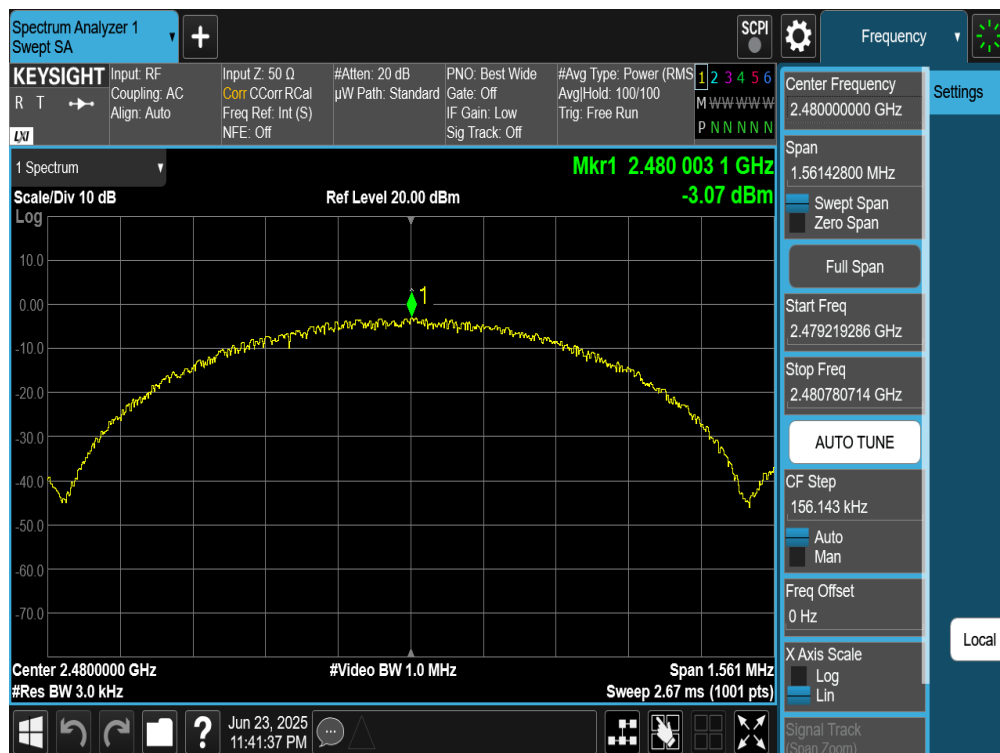 Spectrum Analyzer 1
Swept SA
+
SCPI
Frequency
KEYSIGHT
R T
LXI
Input: RF
Coupling: AC
Align: Auto
Input Z: 50 Ω
Corr CCorr RCal
Freq Ref: Int (S)
NFE: Off
#Atten: 20 dB
µW Path: Standard
PNO: Best Wide
Gate: Off
IF Gain: Low
Sig Track: Off
#Avg Type: Power (RMS
Avg|Hold: 100/100
Trig: Free Run
1 2 3 4 5 6
M W W W W W
P N N N N N
1 Spectrum
Mkr1 2.480 003 1 GHz
Scale/Div 10 dB
Ref Level 20.00 dBm
-3.07 dBm
Log
10.0
0.00
-10.0
-20.0
-30.0
-40.0
-50.0
-60.0
-70.0
1
Center 2.4800000 GHz
#Video BW 1.0 MHz
Span 1.561 MHz
#Res BW 3.0 kHz
Sweep 2.67 ms (1001 pts)
Center Frequency
2.480000000 GHz
Settings
Span
1.56142800 MHz
Swept Span
Zero Span
Full Span
Start Freq
2.479219286 GHz
Stop Freq
2.480780714 GHz
AUTO TUNE
CF Step
156.143 kHz
Auto
Man
Freq Offset
0 Hz
Local
X Axis Scale
Log
Lin
Signal Track
(Span Zoom)
?
Jun 23, 2025
11:41:37 PM